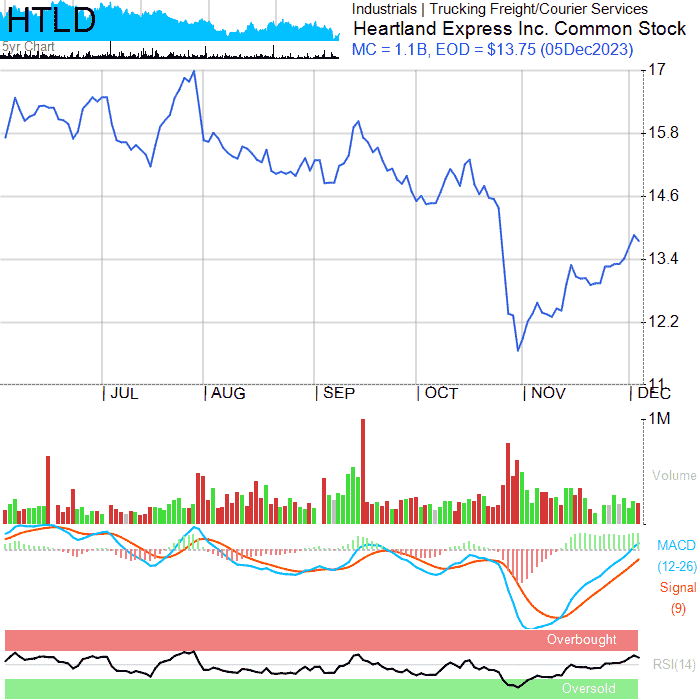 HTLD
5yr Chart
Industrials | Trucking Freight/Courier Services
Heartland Express Inc. Common Stock
MC = 1.1B, EOD = $13.75 (05Dec2023)
17
15.8
14.6
13.4
12.2
11
JUL AUG SEP OCT NOV DEC
1M
Volume
MACD
(12-26)
Signal
(9)
Overbought
RSI(14)
Oversold